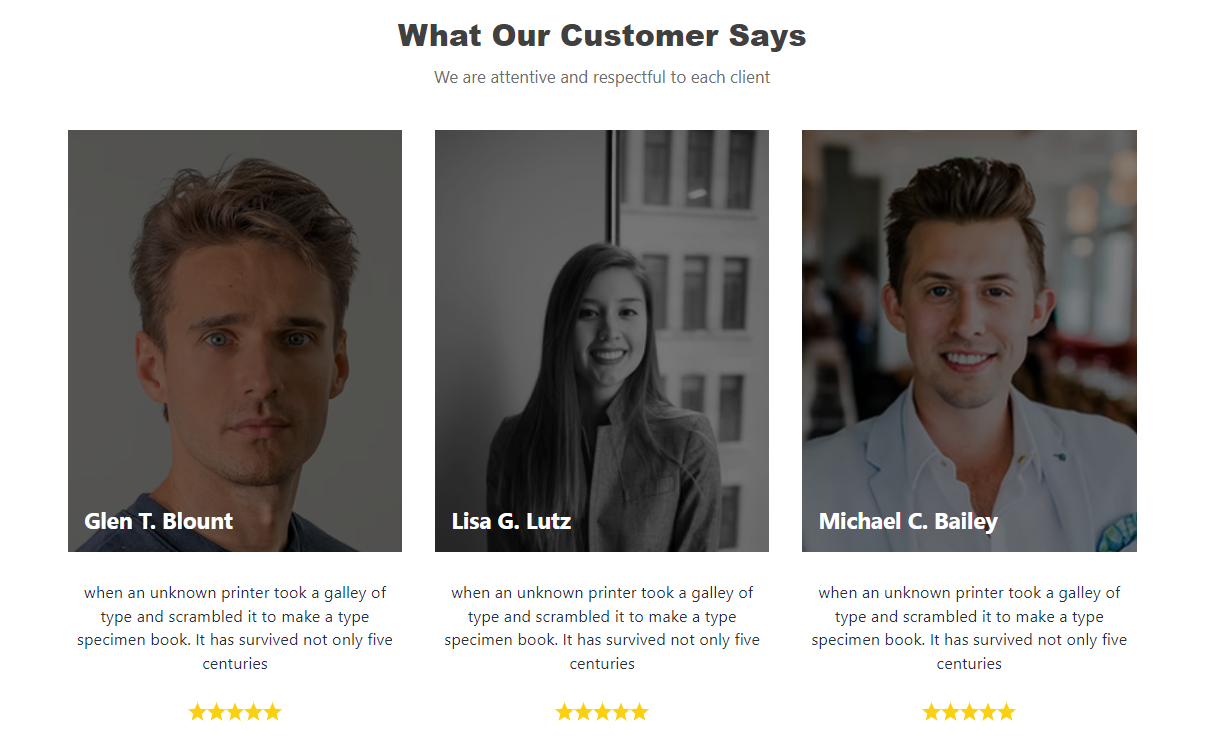 What Our Customer Says
We are attentive and respectful to each client
Glen T. Blount
Lisa G. Lutz
Michael C. Bailey
when an unknown printer took a galley of
type and scrambled it to make a type
specimen book. It has survived not only five
centuries
when an unknown printer took a galley of
type and scrambled it to make a type
specimen book. It has survived not only five
centuries
when an unknown printer took a galley of
type and scrambled it to make a type
specimen book. It has survived not only five
centuries